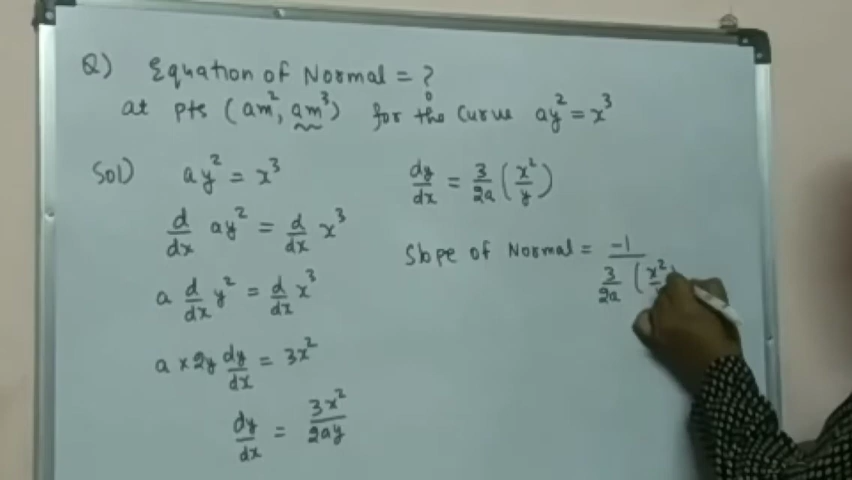 Q) Equation of Normal = ?
at pts (am², am³) for the Curve ay² = x³
Sol) ay² = x³
d/dx ay² = d/dx x³
a d/dx y² = d/dx x³
a × 2y dy/dx = 3x²
dy/dx = 3x²/2ay
dy/dx = 3/2a (x²/y)
Slope of Normal = -1/(3/2a (x²